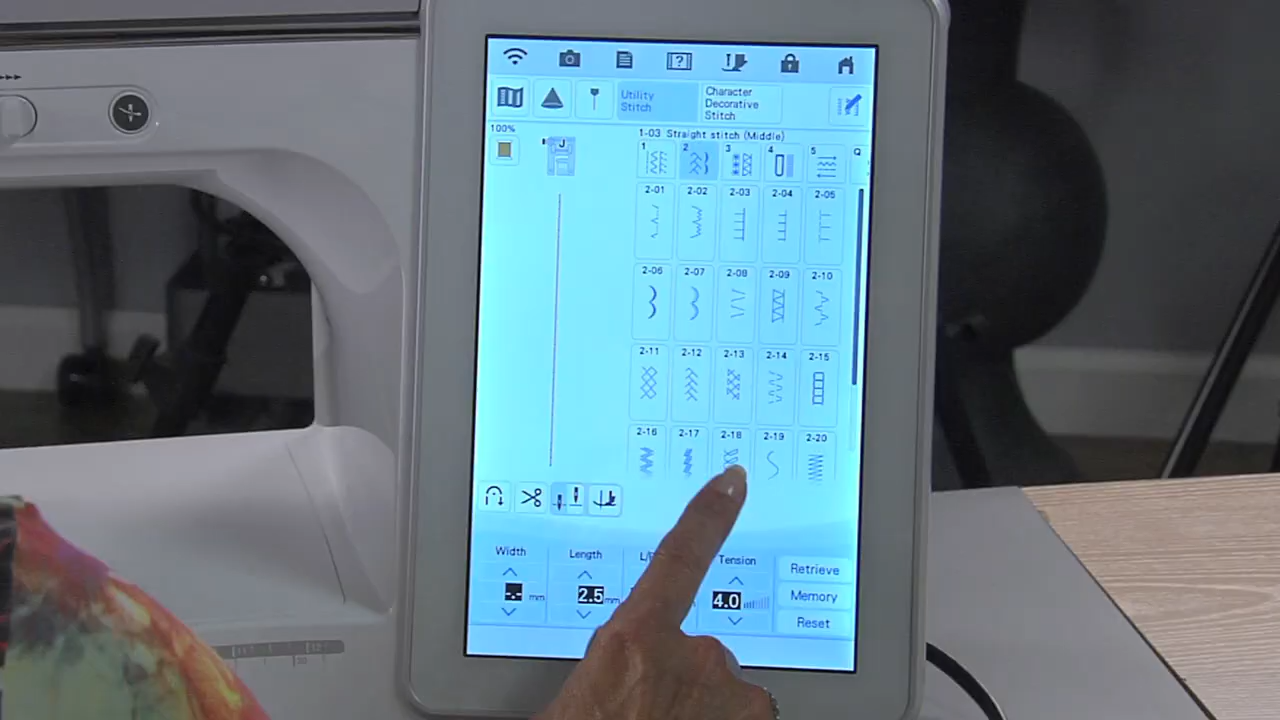 Utility
Stitch
Character
Decorative
Stitch
100%
J
1-03 Straight stitch (Middle)
1 2 3 4 5 Q
2-01 2-02 2-03 2-04 2-05
2-06 2-07 2-08 2-09 2-10
2-11 2-12 2-13 2-14 2-15
2-16 2-17 2-18 2-19 2-20
Width Length Tension
-.- mm 2.5 mm 4.0
Retrieve
Memory
Reset